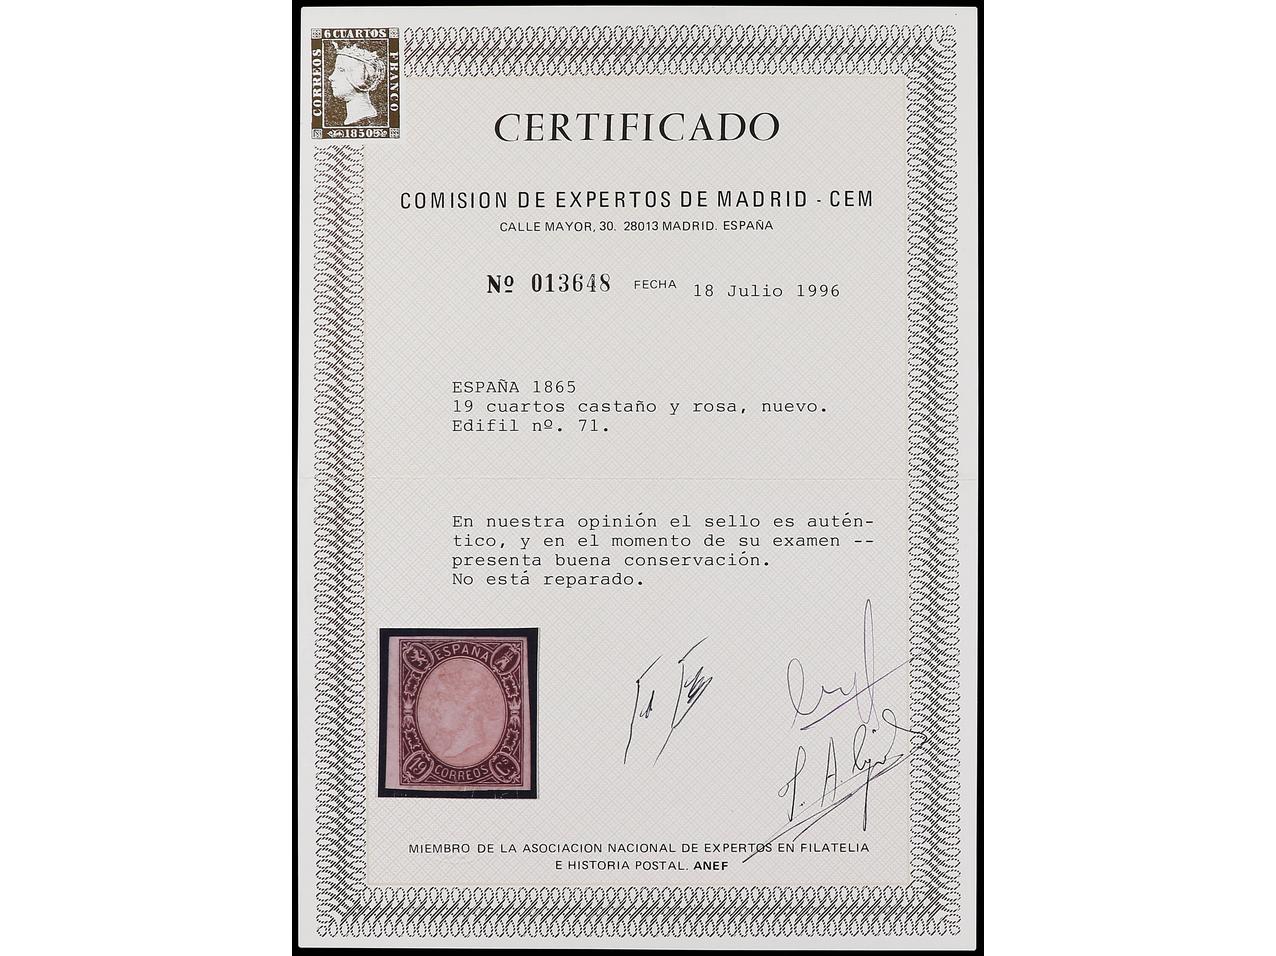 6 CUARTOS
CORREOS
FRANCO
1850
CERTIFICADO
COMISION DE EXPERTOS DE MADRID - CEM
CALLE MAYOR, 30. 28013 MADRID. ESPAÑA
Nº 013648 FECHA 18 Julio 1996
ESPAÑA 1865
19 cuartos castaño y rosa, nuevo.
Edifil nº. 71.
En nuestra opinión el sello es autén-
tico, y en el momento de su examen --
presenta buena conservación.
No está reparado.
ESPAÑA
19 CORREOS Cs
MIEMBRO DE LA ASOCIACION NACIONAL DE EXPERTOS EN FILATELIA
E HISTORIA POSTAL. ANEF